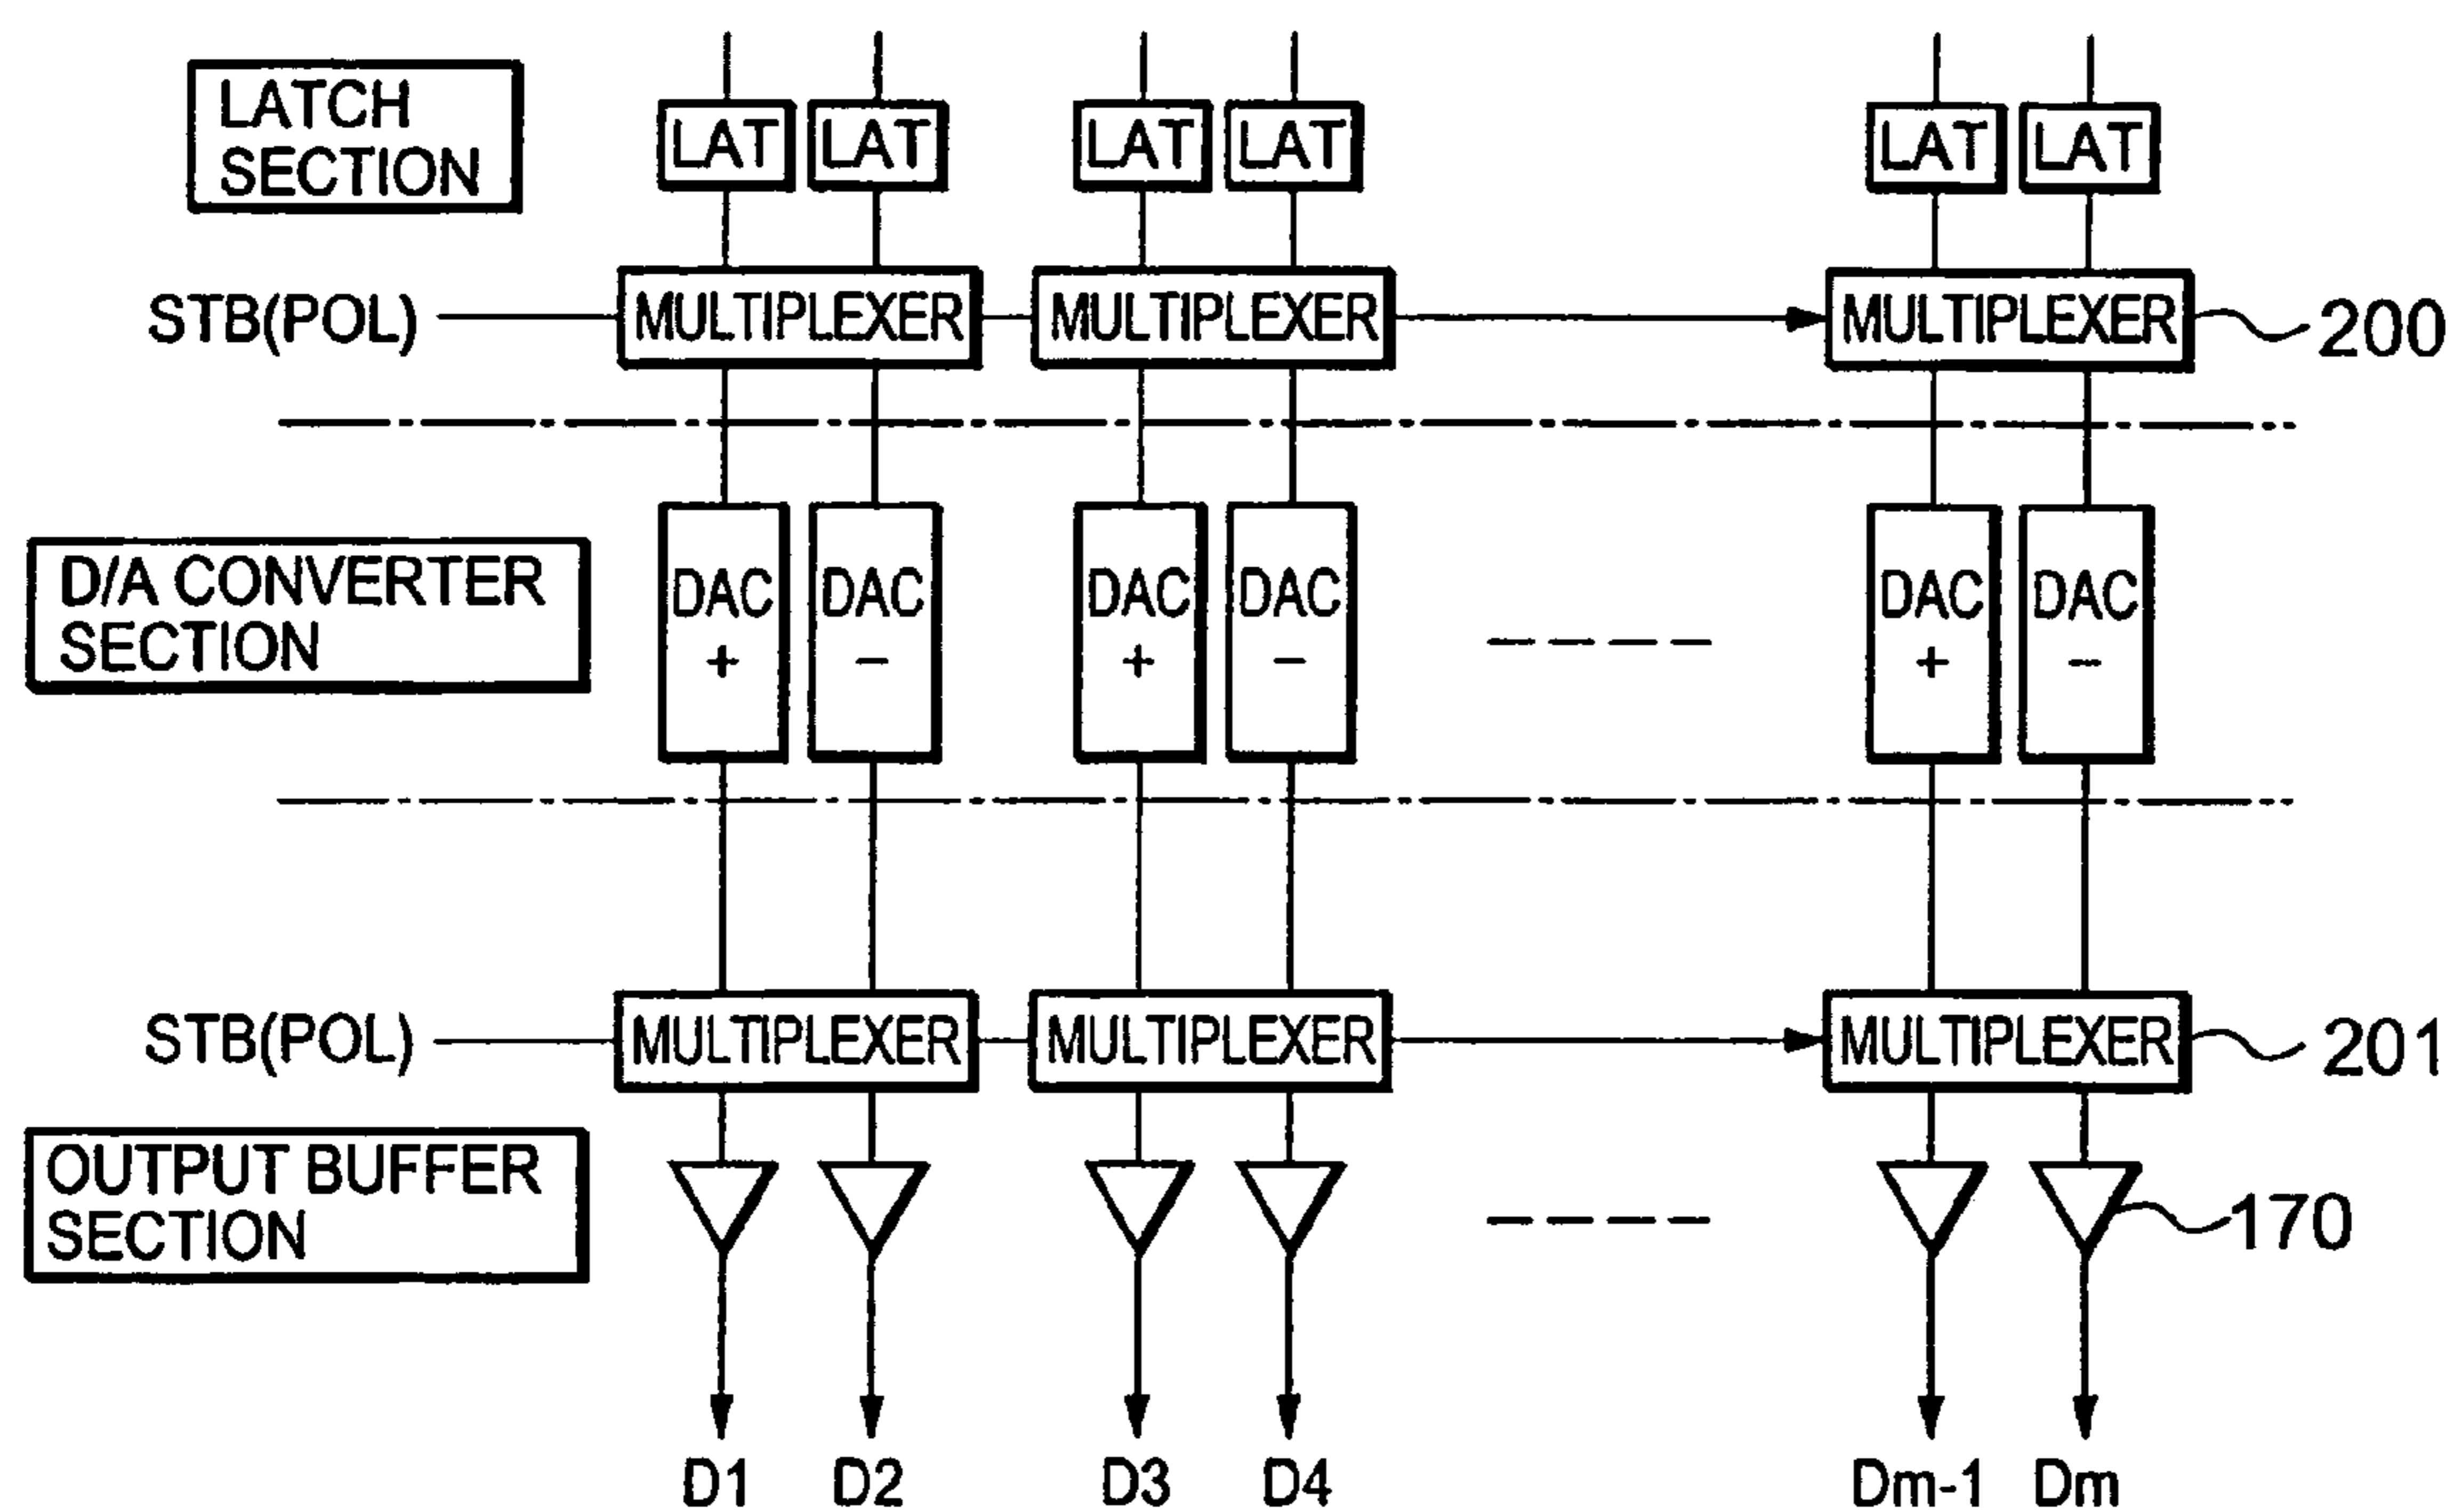 LATCH
SECTION
LAT LAT LAT LAT LAT LAT
STB(POL) MULTIPLEXER MULTIPLEXER MULTIPLEXER 200
D/A CONVERTER
SECTION
DAC DAC DAC DAC DAC DAC
+ − + − + −
STB(POL) MULTIPLEXER MULTIPLEXER MULTIPLEXER 201
OUTPUT BUFFER
SECTION
170
D1 D2 D3 D4 Dm-1 Dm